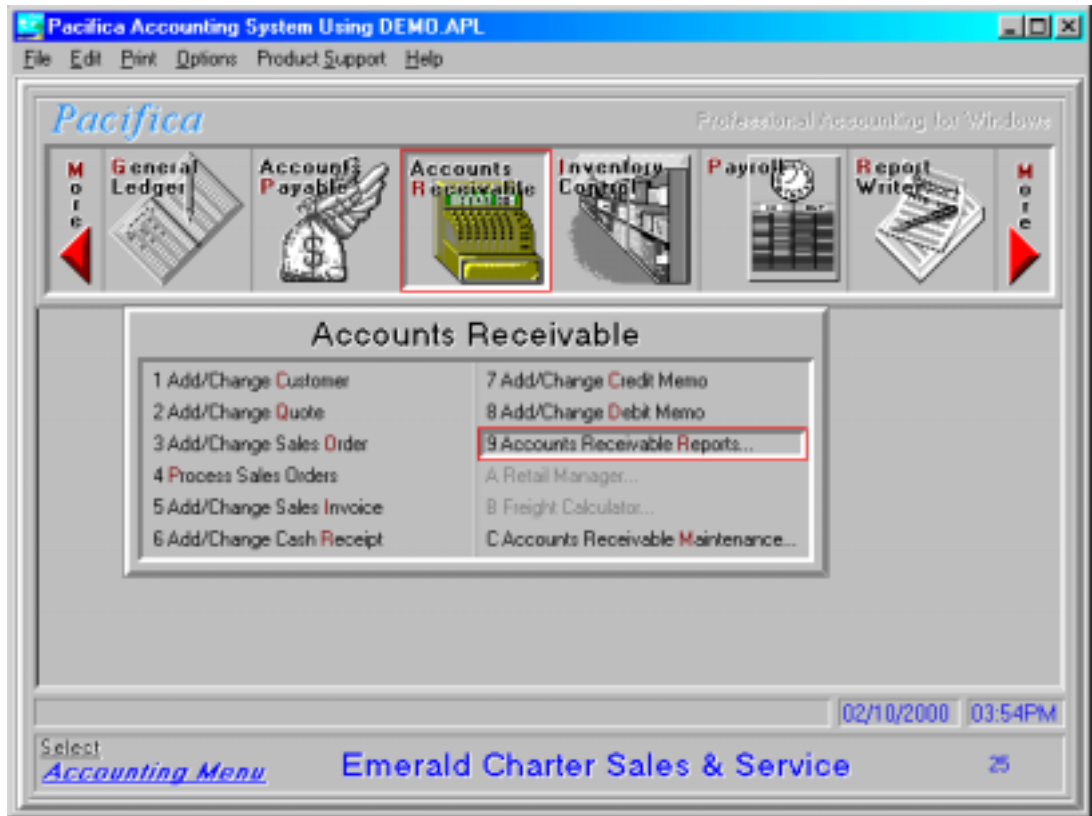 Pacifica Accounting System Using DEMO.APL
File Edit Print Options Product Support Help
Pacifica
Professional Accounting for Windows
More
General Ledger
Accounts Payable
Accounts Receivable
Inventory Control
Payroll
Report Writer
More
Accounts Receivable
1 Add/Change Customer
2 Add/Change Quote
3 Add/Change Sales Order
4 Process Sales Orders
5 Add/Change Sales Invoice
6 Add/Change Cash Receipt
7 Add/Change Credit Memo
8 Add/Change Debit Memo
9 Accounts Receivable Reports...
A Retail Manager...
B Freight Calculator...
C Accounts Receivable Maintenance...
02/10/2000 03:54PM
Select
Accounting Menu
Emerald Charter Sales & Service
25